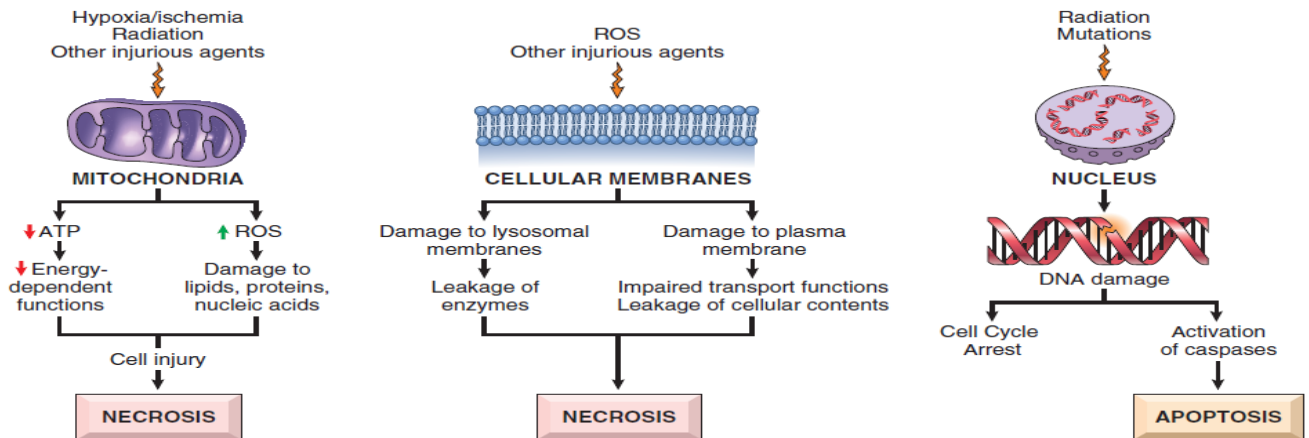 Hypoxia/ischemia
Radiation
Other injurious agents
MITOCHONDRIA
ATP
ROS
Energy-
dependent
functions
Damage to
lipids, proteins,
nucleic acids
Cell injury
NECROSIS
ROS
Other injurious agents
CELLULAR MEMBRANES
Damage to lysosomal
membranes
Damage to plasma
membrane
Leakage of
enzymes
Impaired transport functions
Leakage of cellular contents
NECROSIS
Radiation
Mutations
NUCLEUS
DNA damage
Cell Cycle
Arrest
Activation
of caspases
APOPTOSIS